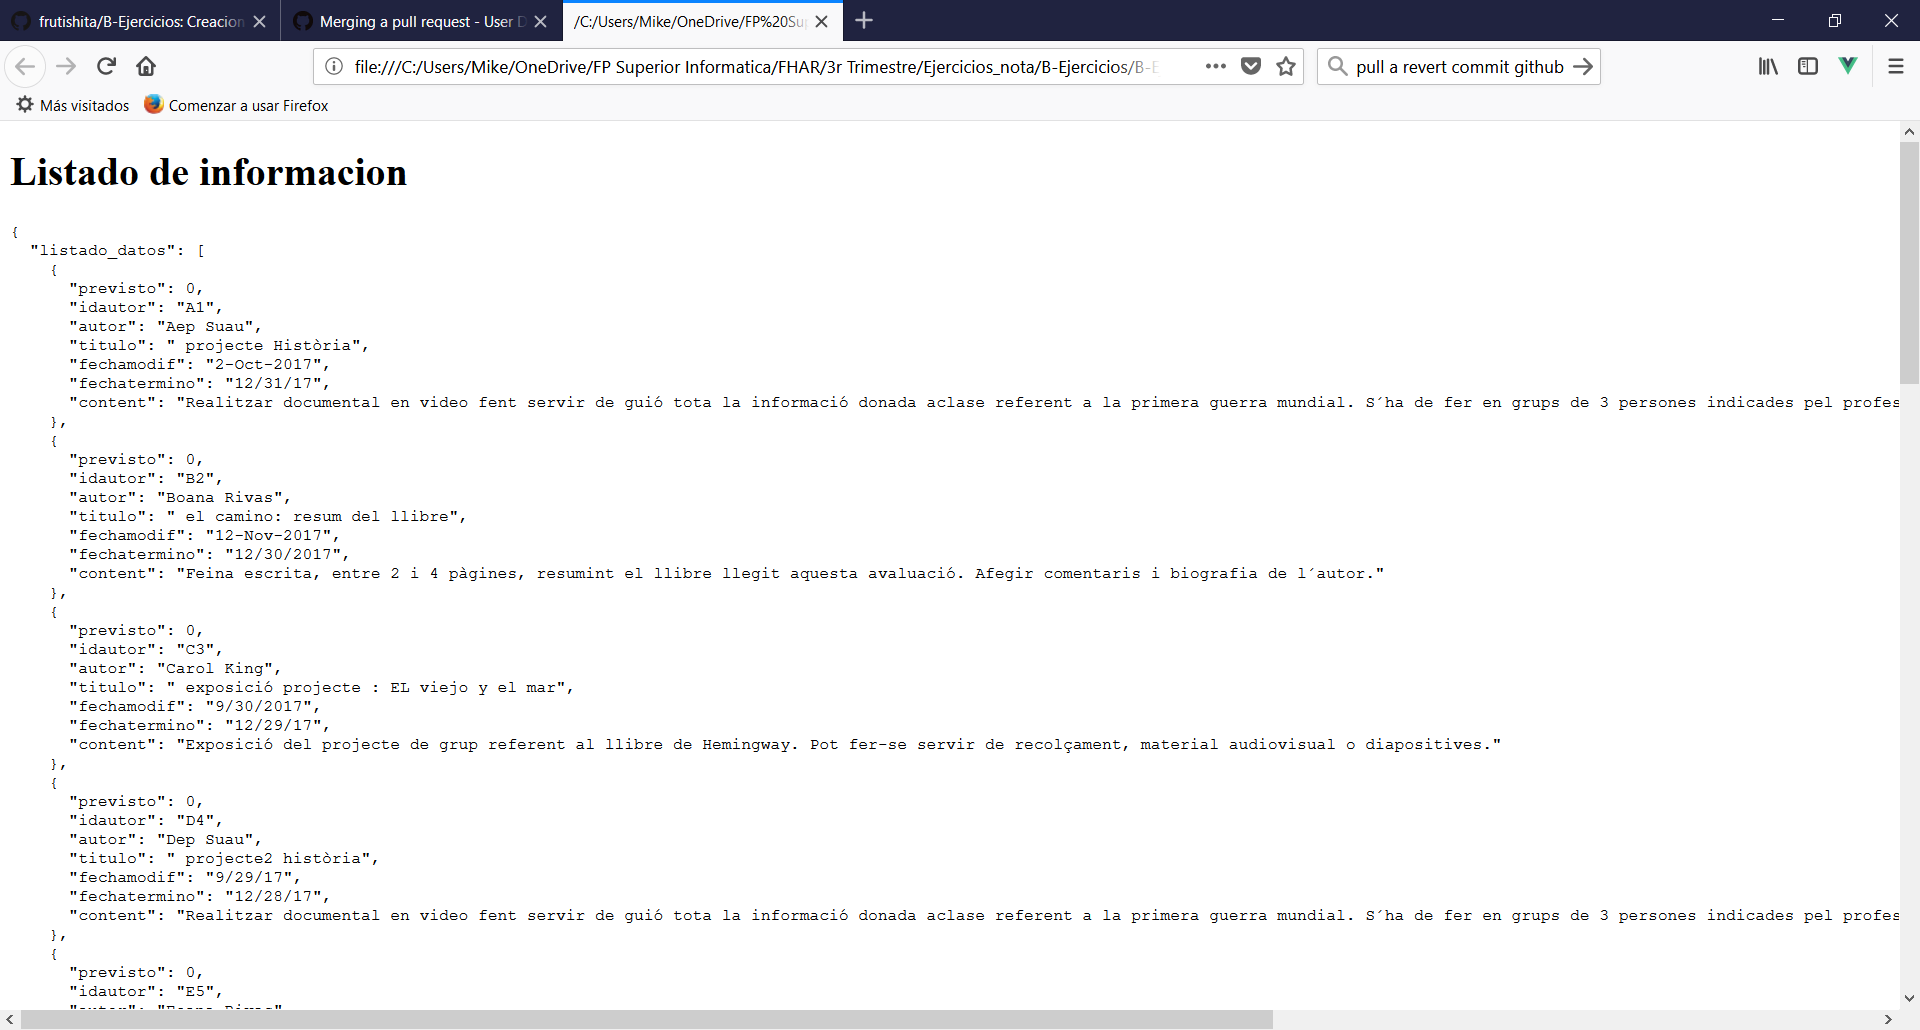 frutishita/B-Ejercicios: Creacion
Merging a pull request - User D
/C:/Users/Mike/OneDrive/FP%20Su
file:///C:/Users/Mike/OneDrive/FP Superior Informatica/FHAR/3r Trimestre/Ejercicios_nota/B-Ejercicios/B-E
pull a revert commit github
Más visitados
Comenzar a usar Firefox
Listado de informacion
{
"listado_datos": [
{
"previsto": 0,
"idautor": "A1",
"autor": "Aep Suau",
"titulo": " projecte Història",
"fechamodif": "2-Oct-2017",
"fechatermino": "12/31/17",
"content": "Realitzar documental en video fent servir de guió tota la informació donada aclase referent a la primera guerra mundial. S´ha de fer en grups de 3 persones indicades pel profes
},
{
"previsto": 0,
"idautor": "B2",
"autor": "Boana Rivas",
"titulo": " el camino: resum del llibre",
"fechamodif": "12-Nov-2017",
"fechatermino": "12/30/2017",
"content": "Feina escrita, entre 2 i 4 pàgines, resumint el llibre llegit aquesta avaluació. Afegir comentaris i biografia de l´autor."
},
{
"previsto": 0,
"idautor": "C3",
"autor": "Carol King",
"titulo": " exposició projecte : EL viejo y el mar",
"fechamodif": "9/30/2017",
"fechatermino": "12/29/17",
"content": "Exposició del projecte de grup referent al llibre de Hemingway. Pot fer-se servir de recolçament, material audiovisual o diapositives."
},
{
"previsto": 0,
"idautor": "D4",
"autor": "Dep Suau",
"titulo": " projecte2 història",
"fechamodif": "9/29/17",
"fechatermino": "12/28/17",
"content": "Realitzar documental en video fent servir de guió tota la informació donada aclase referent a la primera guerra mundial. S´ha de fer en grups de 3 persones indicades pel profes
},
{
"previsto": 0,
"idautor": "E5",